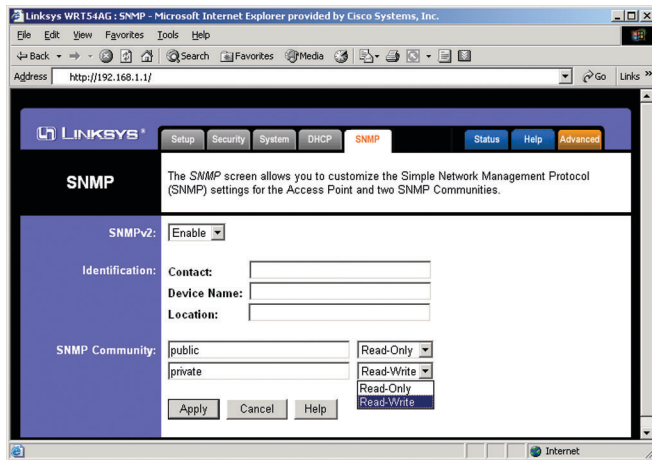 Linksys WRT54AG : SNMP - Microsoft Internet Explorer provided by Cisco Systems, Inc.
File Edit View Favorites Tools Help
Back Search Favorites Media
Address http://192.168.1.1/ Go Links »
LINKSYS® Setup Security System DHCP SNMP Status Help Advanced
SNMP
The SNMP screen allows you to customize the Simple Network Management Protocol
(SNMP) settings for the Access Point and two SNMP Communities.
SNMPv2: Enable
Identification: Contact:
Device Name:
Location:
SNMP Community: public Read-Only
private Read-Write
Read-Only
Read-Write
Apply Cancel Help
Internet